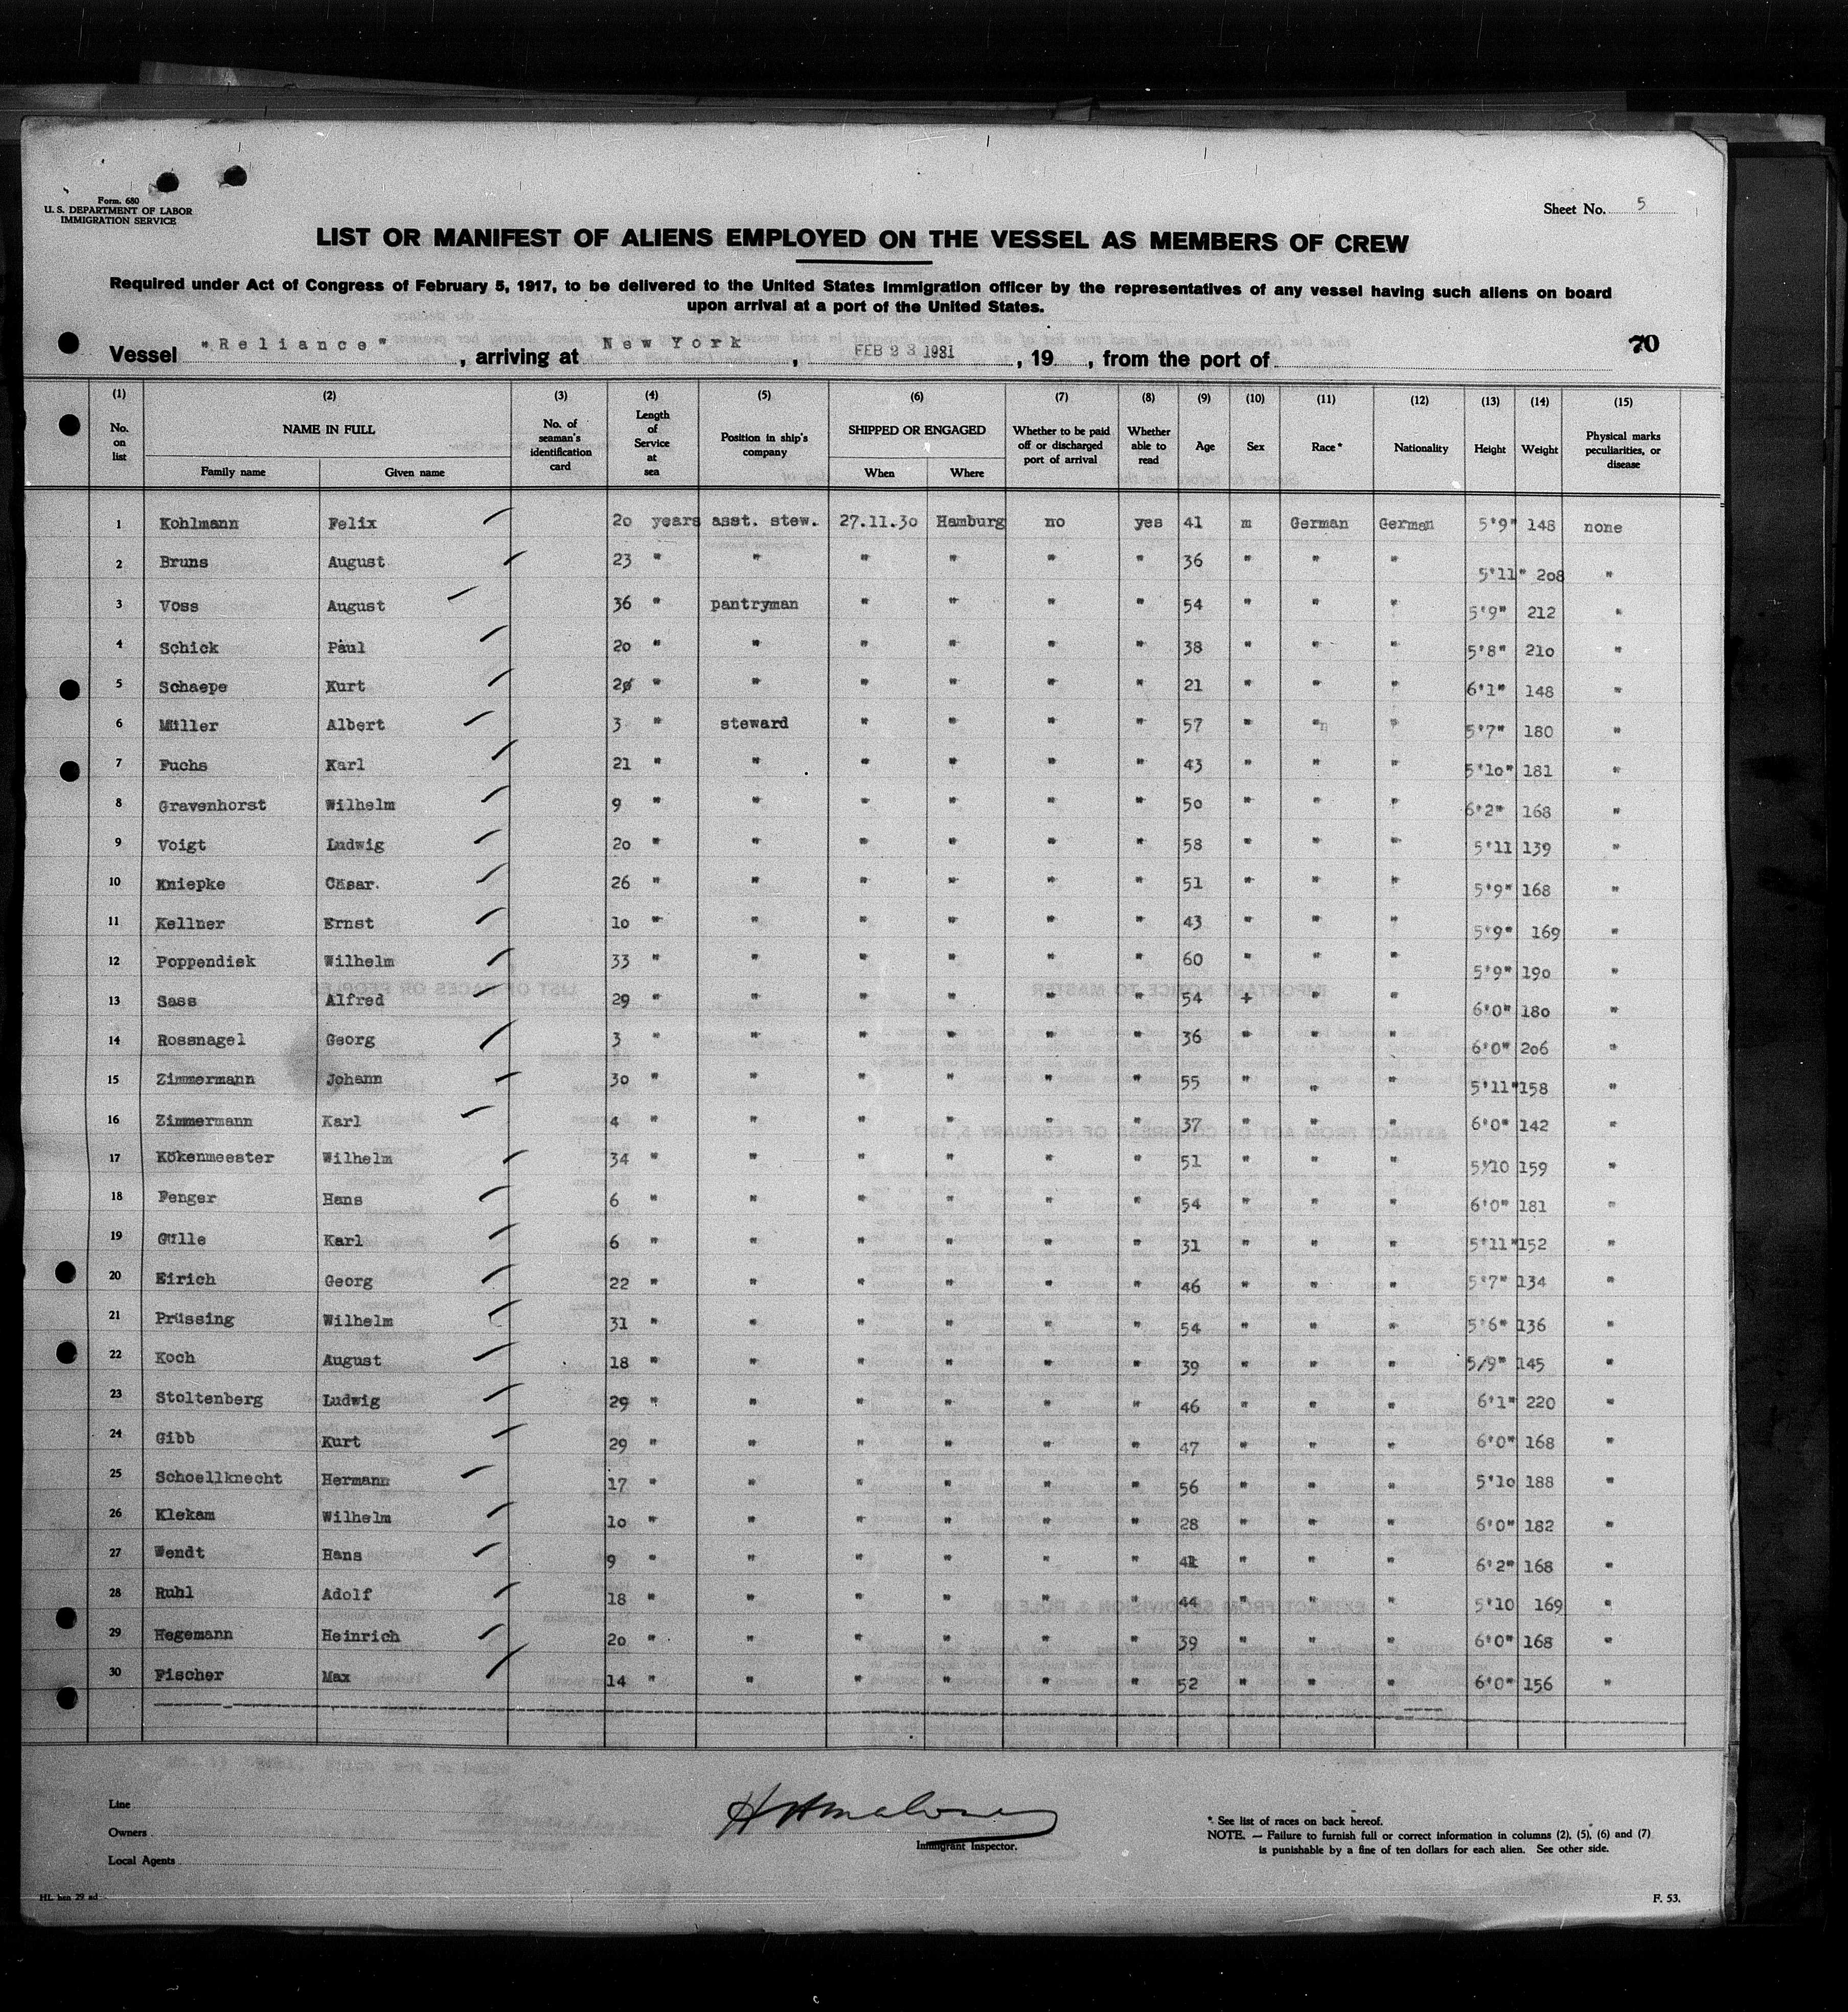 Form. 680
U. S. DEPARTMENT OF LABOR
IMMIGRATION SERVICE
Sheet No. 5
LIST OR MANIFEST OF ALIENS EMPLOYED ON THE VESSEL AS MEMBERS OF CREW
Required under Act of Congress of February 5, 1917, to be delivered to the United States immigration officer by the representatives of any vessel having such aliens on board
upon arrival at a port of the United States.
70
Vessel "Reliance", arriving at New York, FEB 23 1931, 19 , from the port of
(1) (2) (3) (4) (5) (6) (7) (8) (9) (10) (11) (12) (13) (14) (15)
No. on list NAME IN FULL No. of seaman's identification card Length of Service at sea Position in ship's company SHIPPED OR ENGAGED Whether to be paid off or discharged port of arrival Whether able to read Age Sex Race* Nationality Height Weight Physical marks peculiarities, or disease
Family name Given name When Where
1 Kohlmann Felix 20 years asst. stew. 27.11.30 Hamburg no yes 41 m German German 5'9" 148 none
2 Bruns August 23 " " " " " " 36 " " " 5'11" 208 "
3 Voss August 36 " pantryman " " " " 54 " " " 5'9" 212 "
4 Schick Paul 20 " " " " " " 38 " " " 5'8" 210 "
5 Schaepe Kurt 20 " " " " " " 21 " " " 6'1" 148 "
6 Müller Albert 3 " steward " " " " 57 " " " 5'7" 180 "
7 Fuchs Karl 21 " " " " " " 43 " " " 5'10" 181 "
8 Gravenhorst Wilhelm 9 " " " " " " 50 " " " 6'2" 168 "
9 Voigt Ludwig 20 " " " " " " 58 " " " 5'11 139 "
10 Kniepke Cäsar. 26 " " " " " " 51 " " " 5'9" 168 "
11 Kellner Ernst 10 " " " " " " 43 " " " 5'9" 169 "
12 Poppendiek Wilhelm 33 " " " " " " 60 " " " 5'9" 190 "
13 Sass Alfred 29 " " " " " " 54 + " " 6'0" 180 "
14 Rossnagel Georg 3 " " " " " " 36 " " " 6'0" 206 "
15 Zimmermann Johann 30 " " " " " " 55 " " " 5'11" 158 "
16 Zimmermann Karl 4 " " " " " " 37 " " " 6'0" 142 "
17 Kökenmeester Wilhelm 34 " " " " " " 51 " " " 5'10 159 "
18 Fenger Hans 6 " " " " " " 54 " " " 6'0" 181 "
19 Gülle Karl 6 " " " " " " 31 " " " 5'11" 152 "
20 Eirich Georg 22 " " " " " " 46 " " " 5'7" 134 "
21 Prüssing Wilhelm 31 " " " " " " 54 " " " 5'6" 136 "
22 Koch August 18 " " " " " " 39 " " " 5/9" 145 "
23 Stoltenberg Ludwig 29 " " " " " " 46 " " " 6'1" 220 "
24 Gibb Kurt 29 " " " " " " 47 " " " 6'0" 168 "
25 Schoellknecht Hermann 17 " " " " " " 56 " " " 5'10 188 "
26 Klekam Wilhelm 10 " " " " " " 28 " " " 6'0" 182 "
27 Wendt Hans 9 " " " " " " " " " 6'2" 168 "
28 Ruhl Adolf 18 " " " " " " 44 " " " 5'10 169 "
29 Hegemann Heinrich 20 " " " " " " 39 " " " 6'0" 168 "
30 Fischer Max 14 " " " " " " 52 " " " 6'0" 156 "
Line
Owners
Local Agents
Immigrant Inspector.
* See list of races on back hereof.
NOTE. — Failure to furnish full or correct information in columns (2), (5), (6) and (7)
is punishable by a fine of ten dollars for each alien. See other side.
HL hen 29 ad
F. 53.